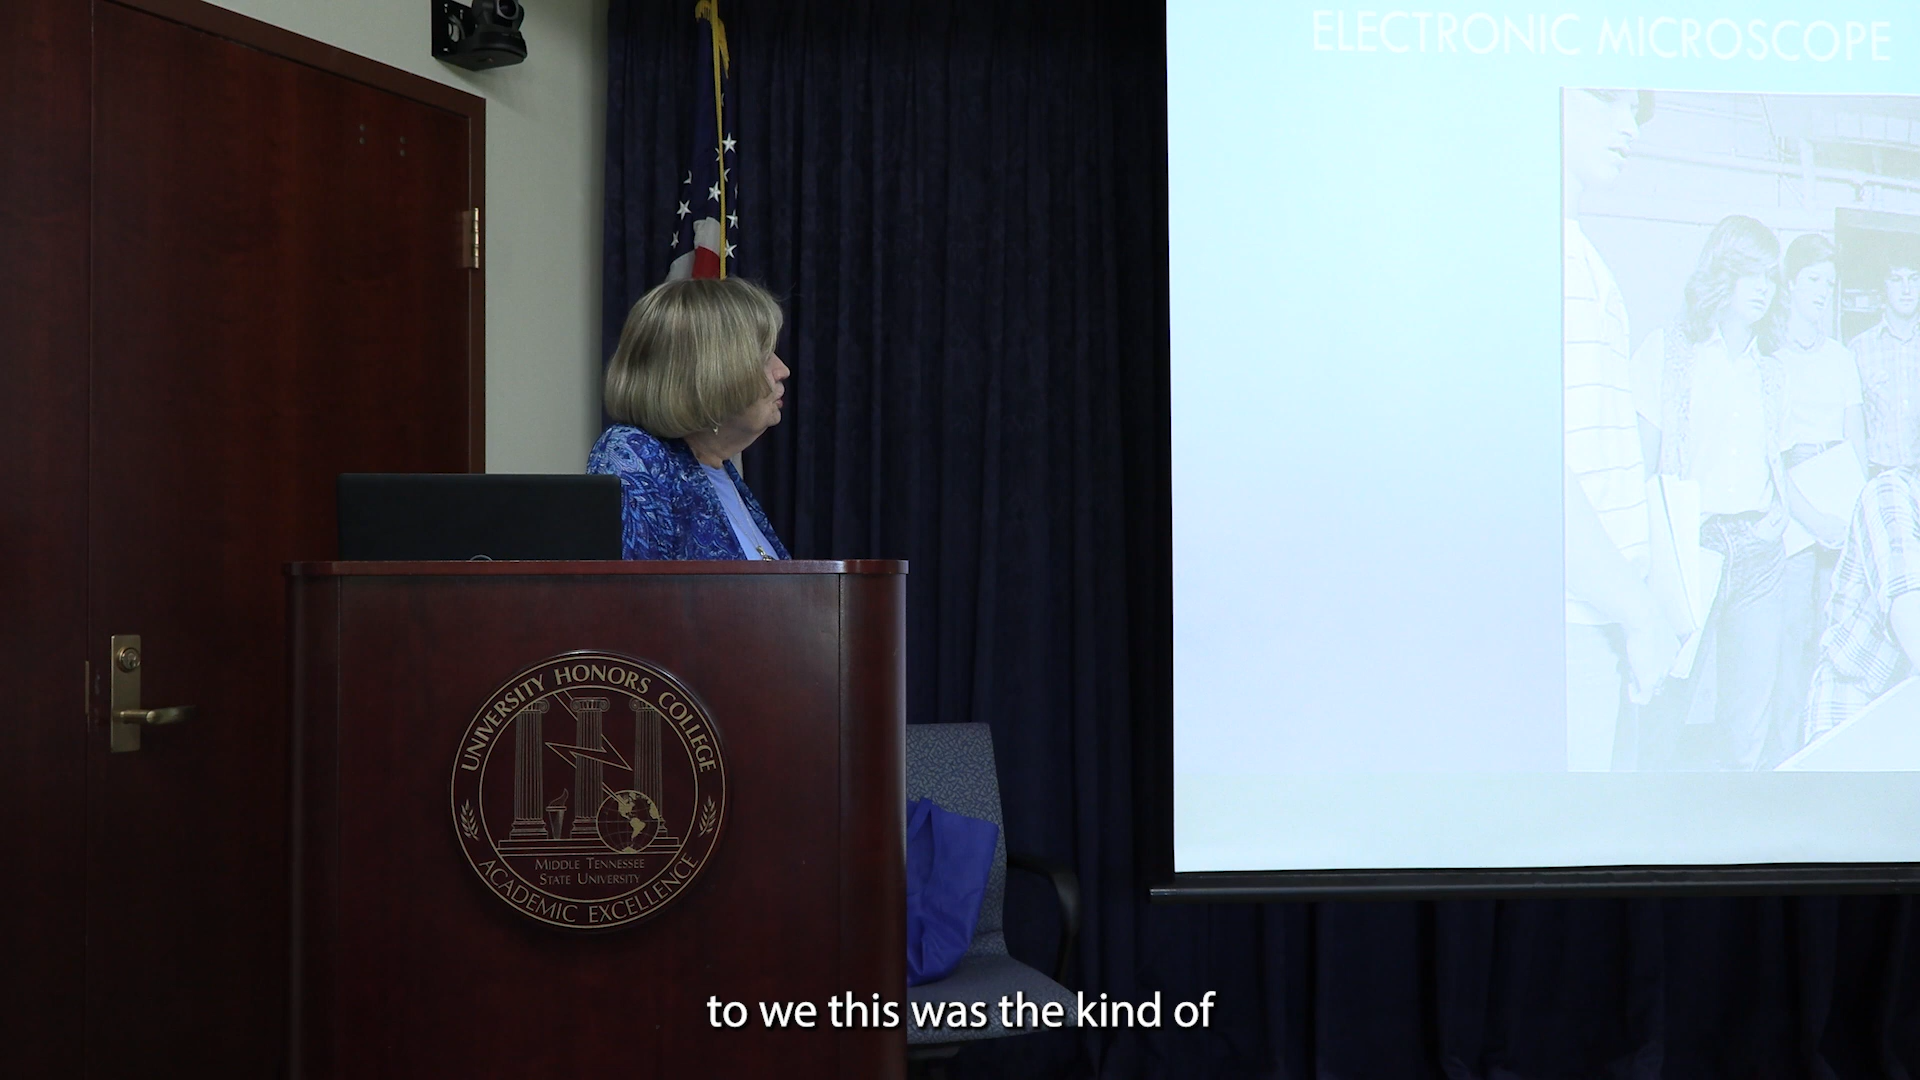 ELECTRONIC MICROSCOPE
UNIVERSITY HONORS COLLEGE
MIDDLE TENNESSEE
STATE UNIVERSITY
ACADEMIC EXCELLENCE
to we this was the kind of